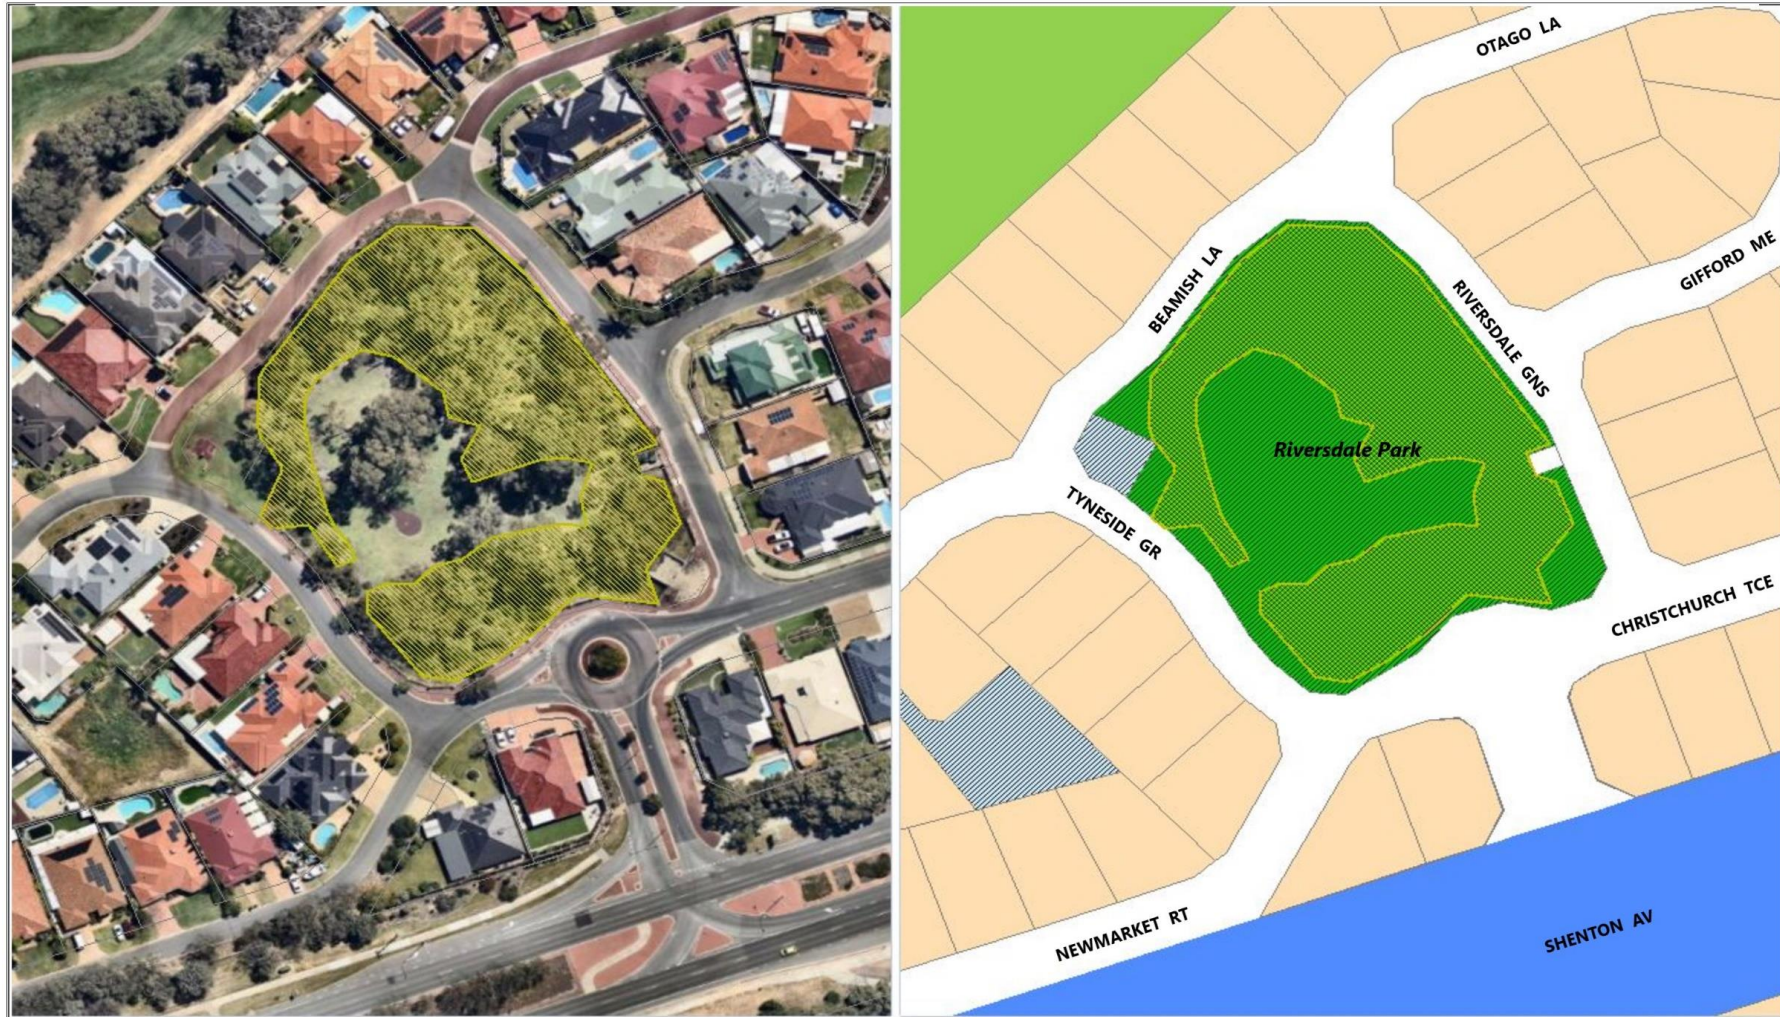 OTAGO LA
GIFFORD ME
BEAMISH LA
RIVERSDALE GNS
Riversdale Park
TYNESIDE GR
CHRISTCHURCH TCE
NEWMARKET RT
SHENTON AV